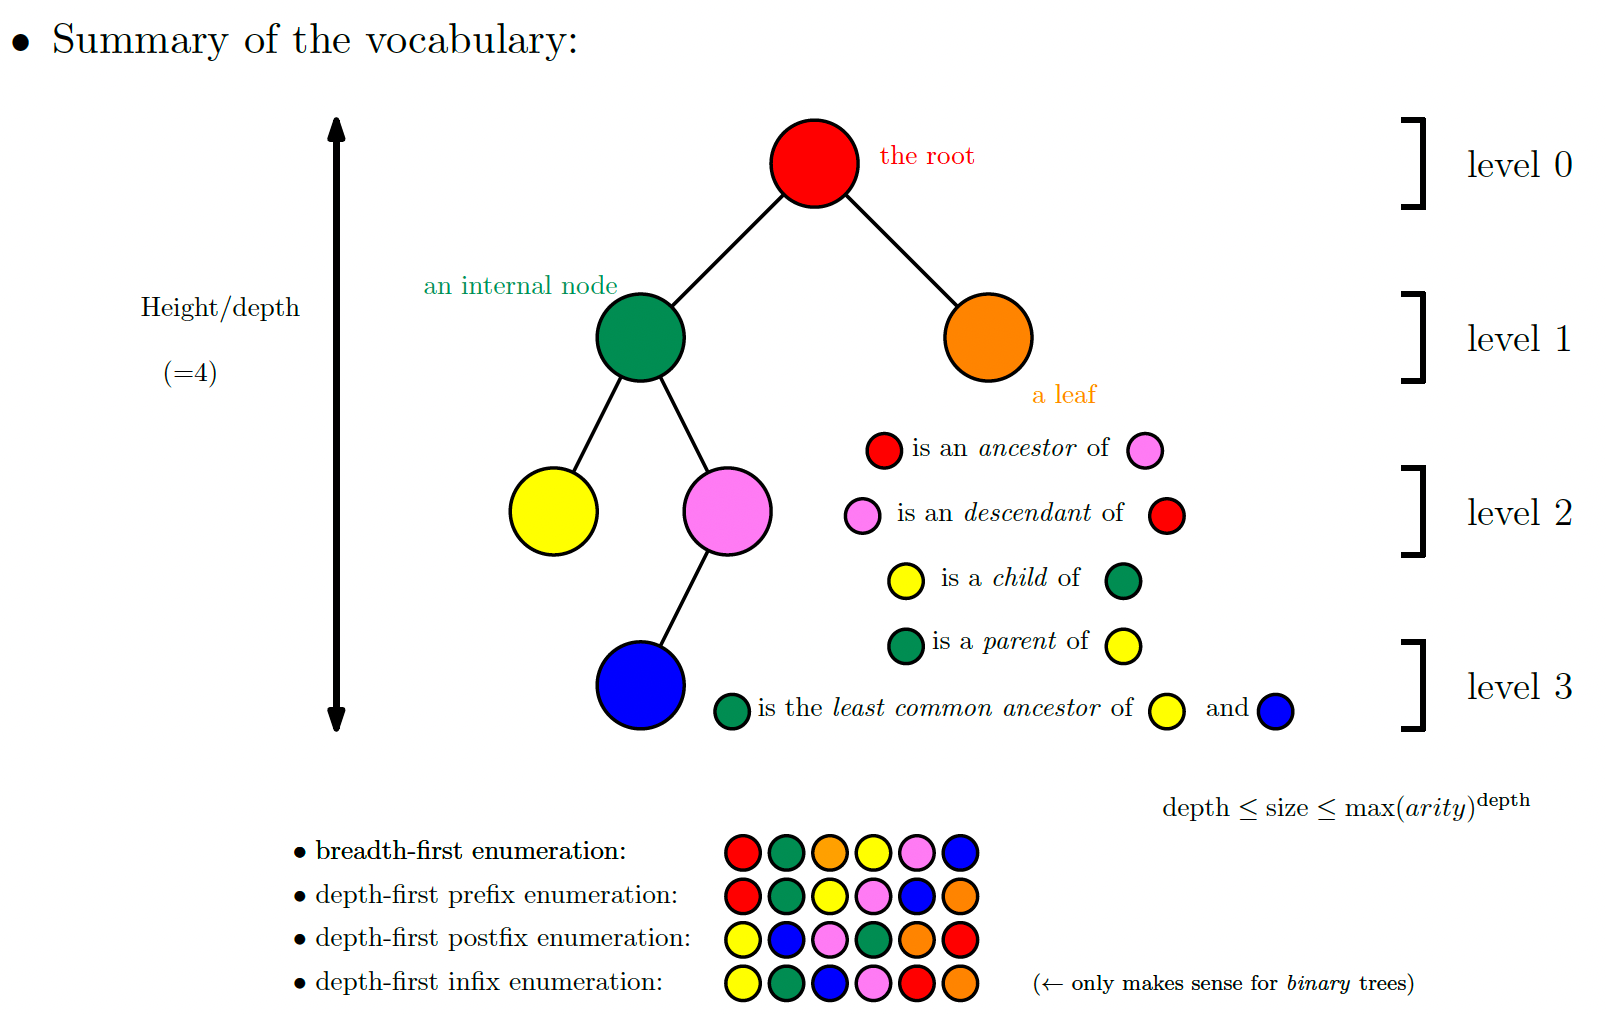 • Summary of the vocabulary:
the root
level 0
an internal node
Height/depth
(=4)
level 1
a leaf
is an ancestor of
is an descendant of
level 2
is a child of
is a parent of
level 3
is the least common ancestor of and
depth ≤ size ≤ max(arity)^depth
• breadth-first enumeration:
• depth-first prefix enumeration:
• depth-first postfix enumeration:
• depth-first infix enumeration: (← only makes sense for binary trees)